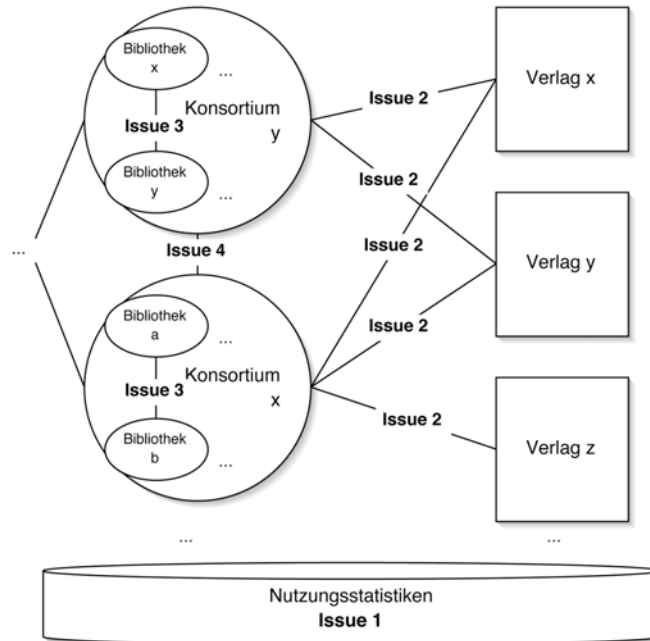 Bibliothek
x
...
Konsortium
y
Issue 3
Bibliothek
y
...
Issue 4
...
Bibliothek
a
...
Konsortium
x
Issue 3
Bibliothek
b
...
...
Issue 2
Issue 2
Issue 2
Issue 2
Issue 2
Verlag x
Verlag y
Verlag z
...
Nutzungsstatistiken
Issue 1